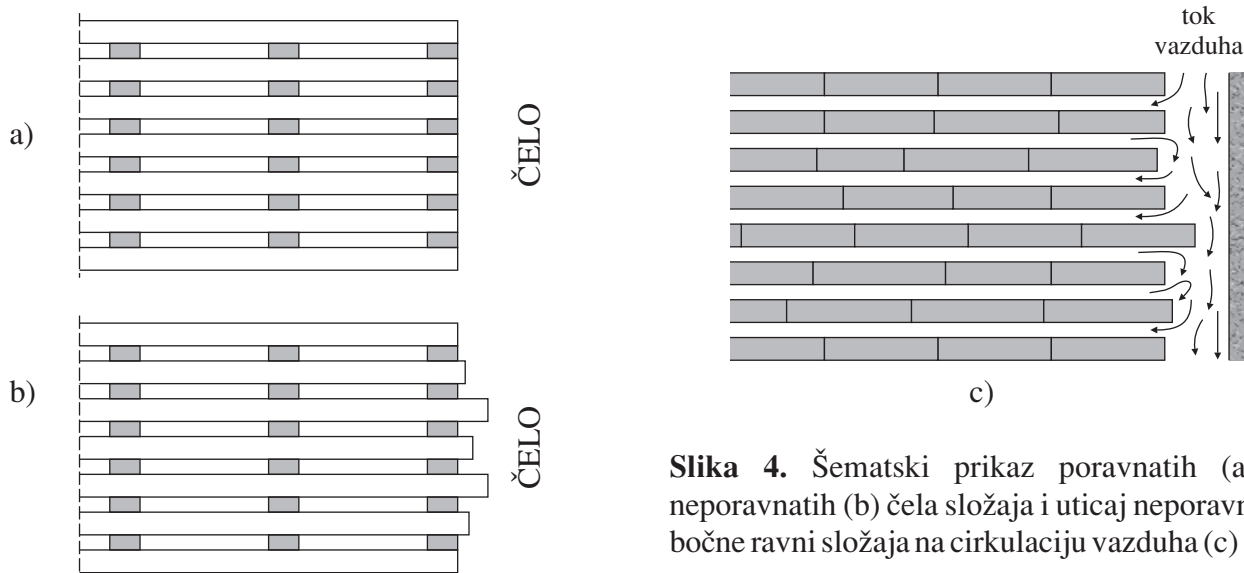 a)
ČELO
b)
ČELO
tok
vazduha
c)
Slika 4. Šematski prikaz poravnatih (a
neporavnatih (b) čela složaja i uticaj neporavn
bočne ravni složaja na cirkulaciju vazduha (c)